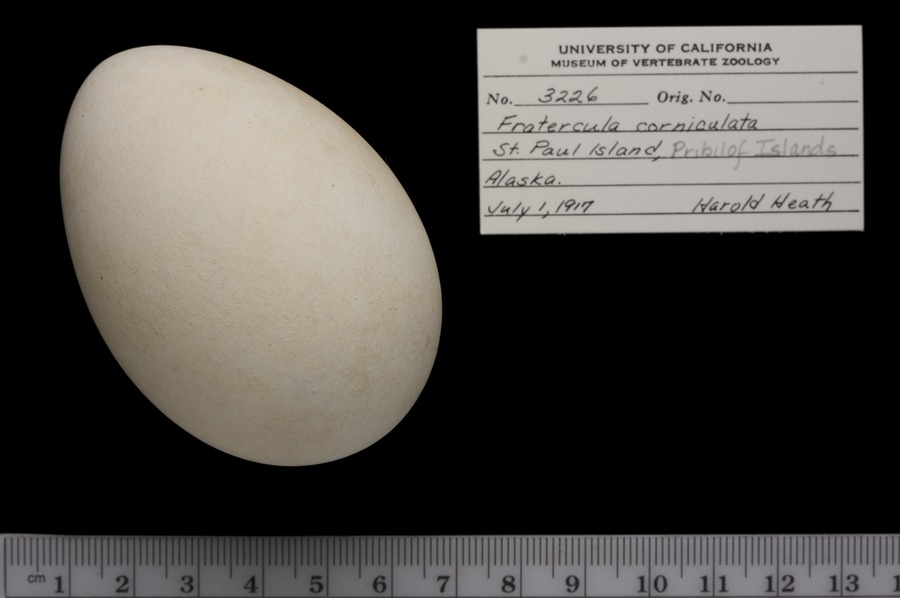 UNIVERSITY OF CALIFORNIA
MUSEUM OF VERTEBRATE ZOOLOGY
No. 3226 Orig. No.
Fratercula corniculata
St. Paul Island, Pribilof Islands
Alaska.
July 1, 1917 Harold Heath
cm 1 2 3 4 5 6 7 8 9 10 11 12 13